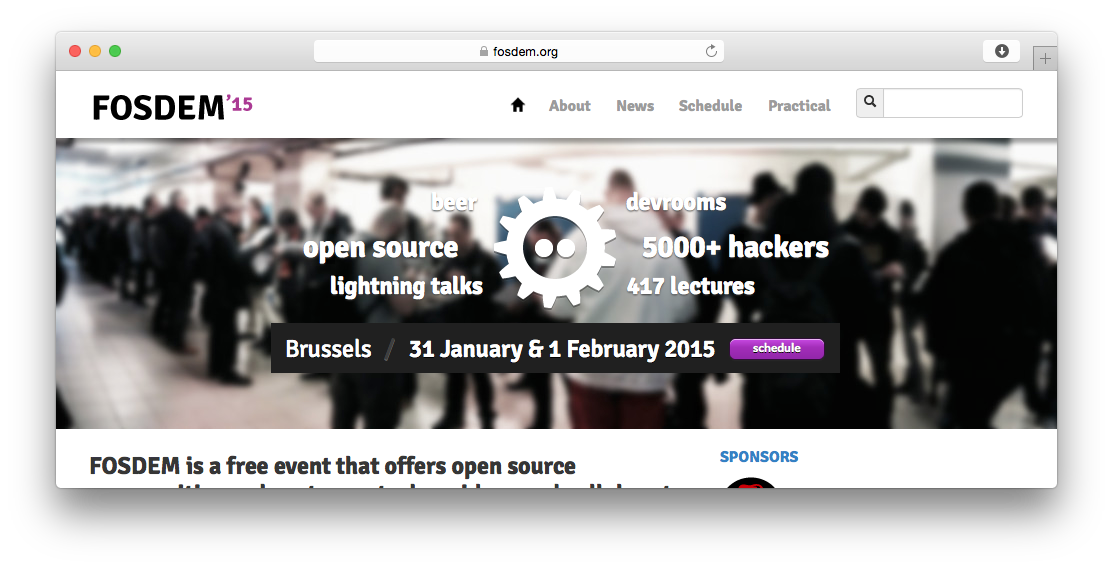 fosdem.org
FOSDEM'15
About News Schedule Practical
beer devrooms
open source 5000+ hackers
lightning talks 417 lectures
Brussels / 31 January & 1 February 2015 schedule
FOSDEM is a free event that offers open source
SPONSORS